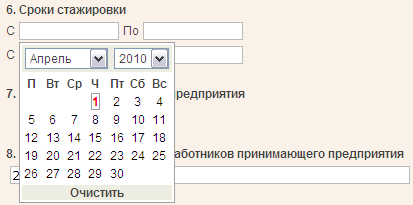 6. Сроки стажировки
С По
С
Апрель 2010
П Вт Ср Ч Пт Сб Вс
1 2 3 4
5 6 7 8 9 10 11
12 13 14 15 16 17 18
19 20 21 22 23 24 25
26 27 28 29 30
Очистить
7. редприятия
8. работников принимающего предприятия
2